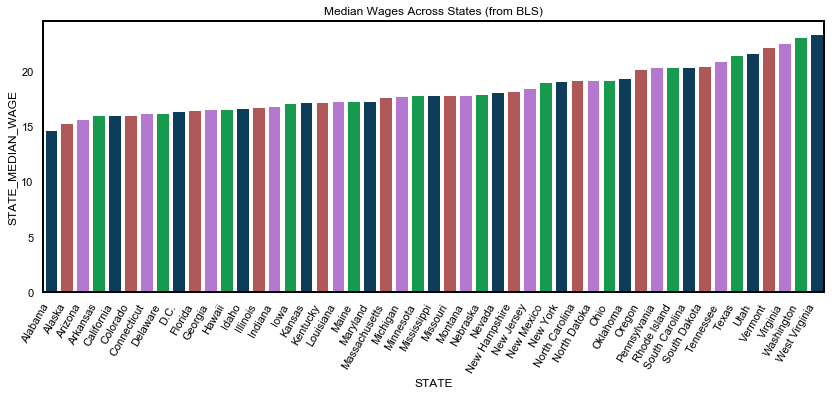 Median Wages Across States (from BLS)
STATE_MEDIAN_WAGE
20
15
10
5
0
Alabama
Alaska
Arizona
Arkansas
California
Colorado
Connecticut
Delaware
D.C.
Florida
Georgia
Hawaii
Idaho
Illinois
Indiana
Iowa
Kansas
Kentucky
Louisiana
Maine
Maryland
Massachusetts
Michigan
Minnesota
Mississippi
Missouri
Montana
Nebraska
Nevada
New Hampshire
New Jersey
New Mexico
New York
North Carolina
North Datoka
Ohio
Oklahoma
Oregon
Pennsylvania
Rhode island
South Carolina
South Dakota
Tennessee
Texas
Utah
Vermont
Virginia
Washington
West Virginia
STATE